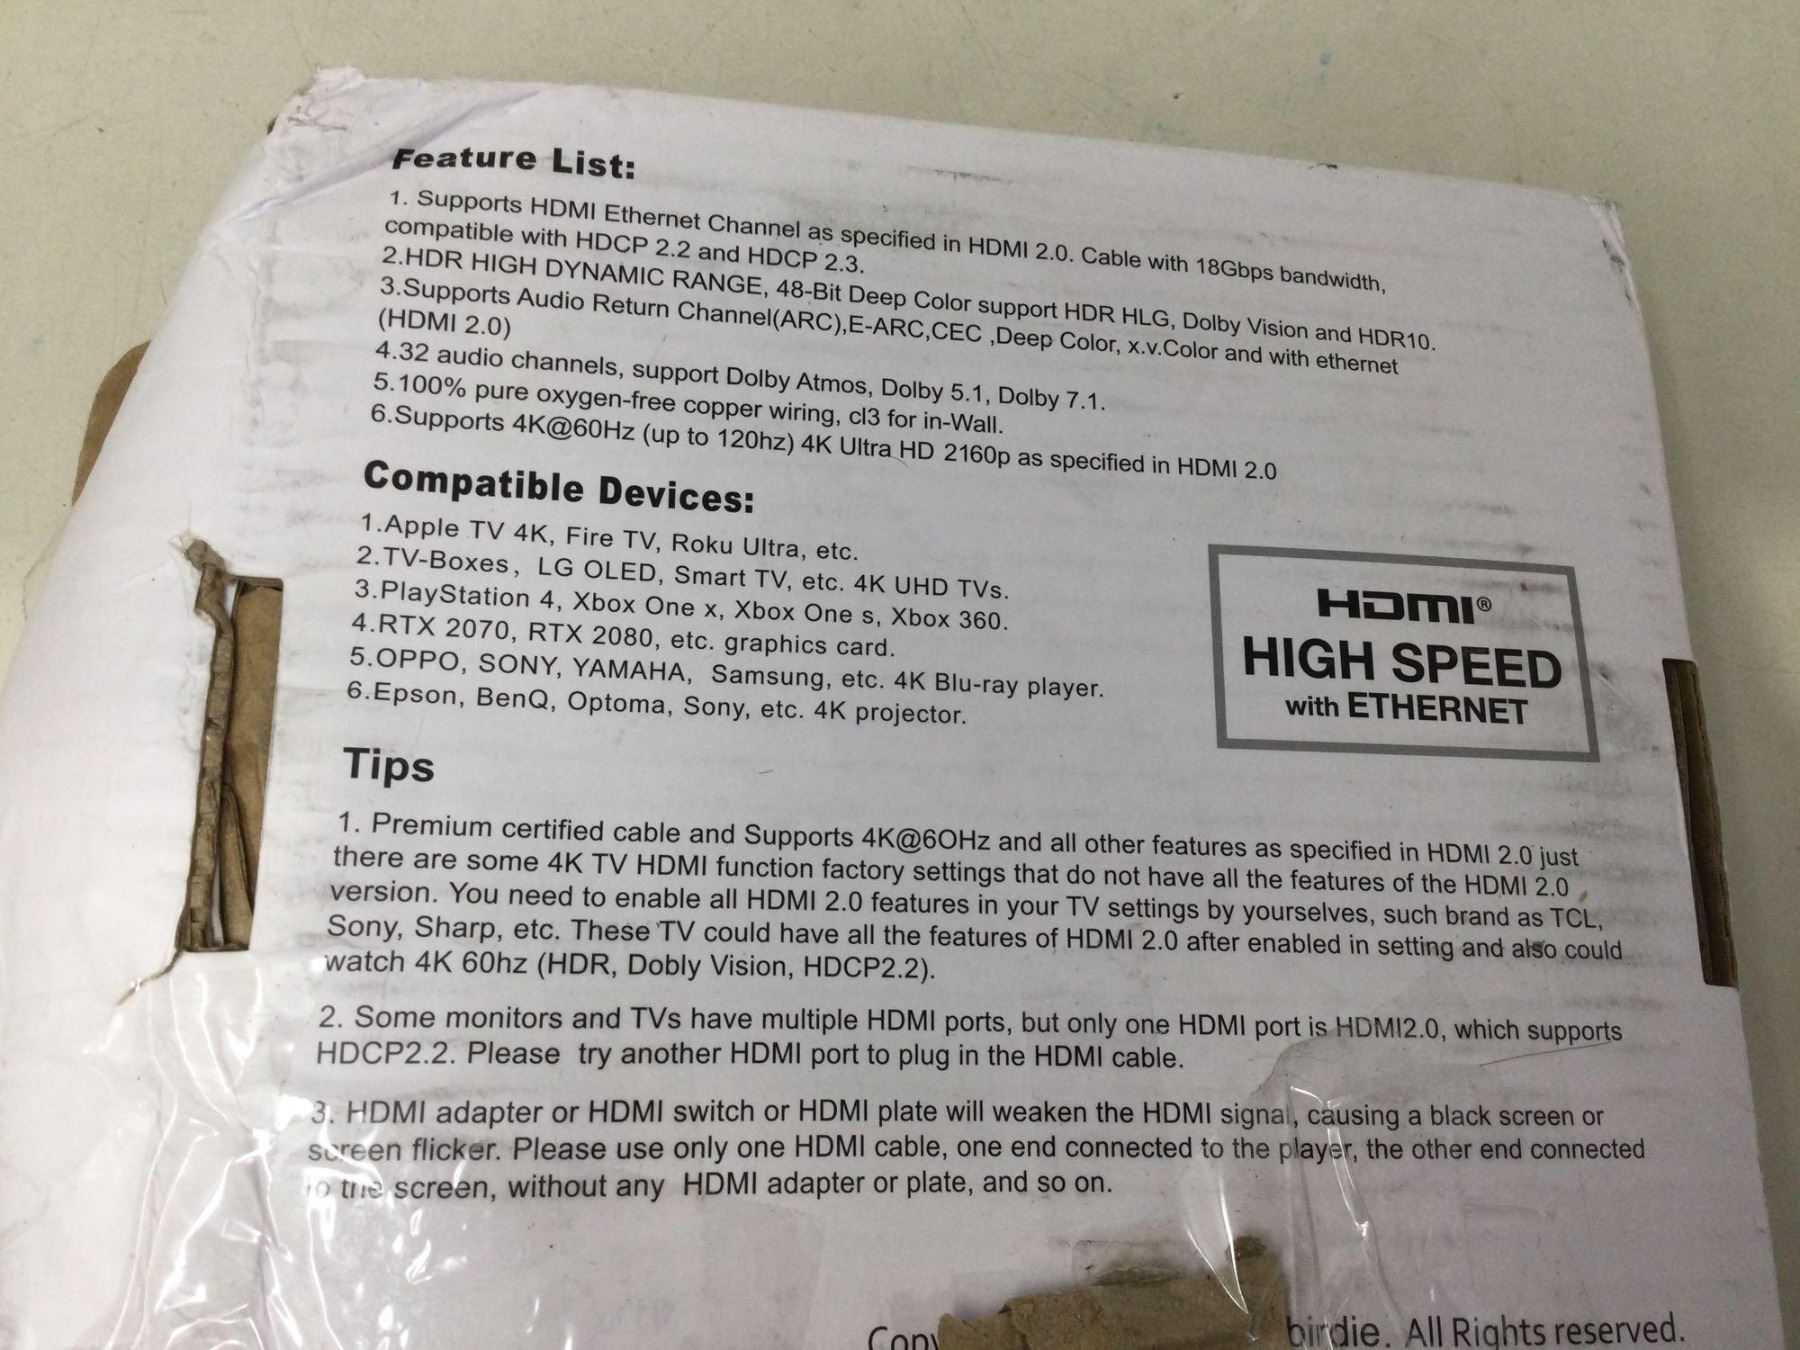 Feature List:
1. Supports HDMI Ethernet Channel as specified in HDMI 2.0. Cable with 18Gbps bandwidth,
compatible with HDCP 2.2 and HDCP 2.3.
2.HDR HIGH DYNAMIC RANGE, 48-Bit Deep Color support HDR HLG, Dolby Vision and HDR10.
3.Supports Audio Return Channel(ARC),E-ARC,CEC ,Deep Color, x.v.Color and with ethernet
(HDMI 2.0)
4.32 audio channels, support Dolby Atmos, Dolby 5.1, Dolby 7.1.
5.100% pure oxygen-free copper wiring, cl3 for in-Wall.
6.Supports 4K@60Hz (up to 120hz) 4K Ultra HD 2160p as specified in HDMI 2.0
Compatible Devices:
1.Apple TV 4K, Fire TV, Roku Ultra, etc.
2.TV-Boxes, LG OLED, Smart TV, etc. 4K UHD TVs.
3.PlayStation 4, Xbox One x, Xbox One s, Xbox 360.
4.RTX 2070, RTX 2080, etc. graphics card.
5.OPPO, SONY, YAMAHA, Samsung, etc. 4K Blu-ray player.
6.Epson, BenQ, Optoma, Sony, etc. 4K projector.
HDMI®
HIGH SPEED
with ETHERNET
Tips
1. Premium certified cable and Supports 4K@6OHz and all other features as specified in HDMI 2.0 just
there are some 4K TV HDMI function factory settings that do not have all the features of the HDMI 2.0
version. You need to enable all HDMI 2.0 features in your TV settings by yourselves, such brand as TCL,
Sony, Sharp, etc. These TV could have all the features of HDMI 2.0 after enabled in setting and also could
watch 4K 60hz (HDR, Dobly Vision, HDCP2.2).
2. Some monitors and TVs have multiple HDMI ports, but only one HDMI port is HDMI2.0, which supports
HDCP2.2. Please try another HDMI port to plug in the HDMI cable.
3. HDMI adapter or HDMI switch or HDMI plate will weaken the HDMI signal, causing a black screen or
screen flicker. Please use only one HDMI cable, one end connected to the player, the other end connected
to the screen, without any HDMI adapter or plate, and so on.
birdie. All Rights reserved.